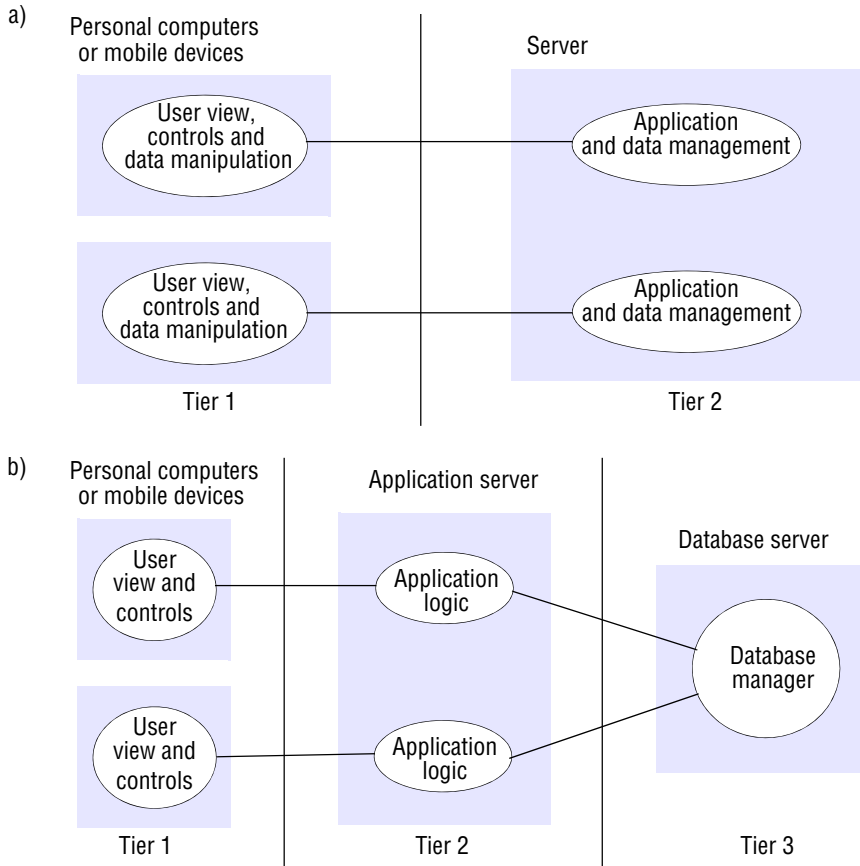 a)
Personal computers
or mobile devices
Server
User view,
controls and
data manipulation
Application
and data management
User view,
controls and
data manipulation
Application
and data management
Tier 1
Tier 2
b)
Personal computers
or mobile devices
Application server
Database server
User
view and
controls
Application
logic
Database
manager
User
view and
controls
Application
logic
Tier 1
Tier 2
Tier 3